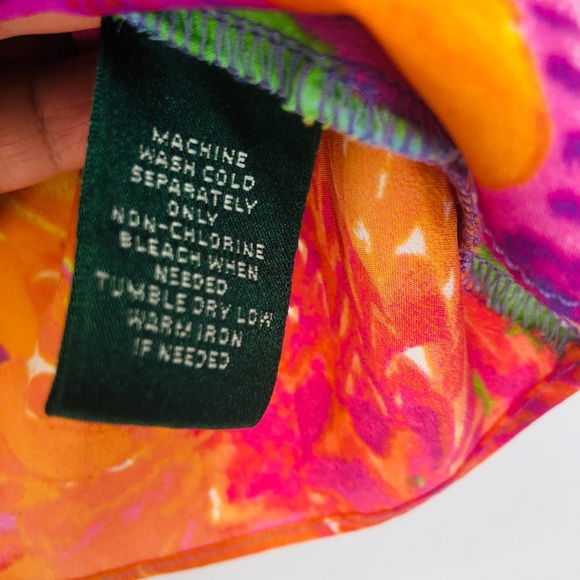 MACHINE
WASH COLD
SEPARATELY
ONLY
NON-CHLORINE
BLEACH WHEN
NEEDED
TUMBLE DRY LOW
WARM IRON
IF NEEDED